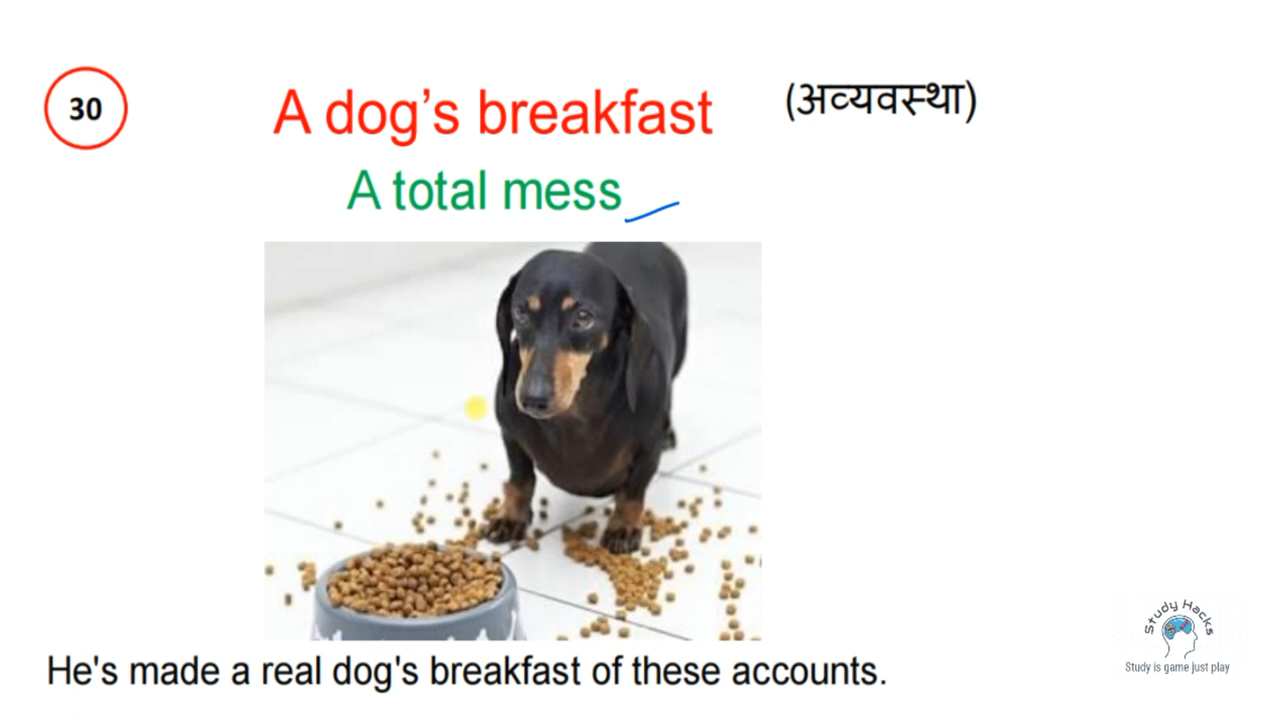 30
A dog’s breakfast
(अव्यवस्था)
A total mess
He's made a real dog's breakfast of these accounts.
Study Hacks
Study is game just play